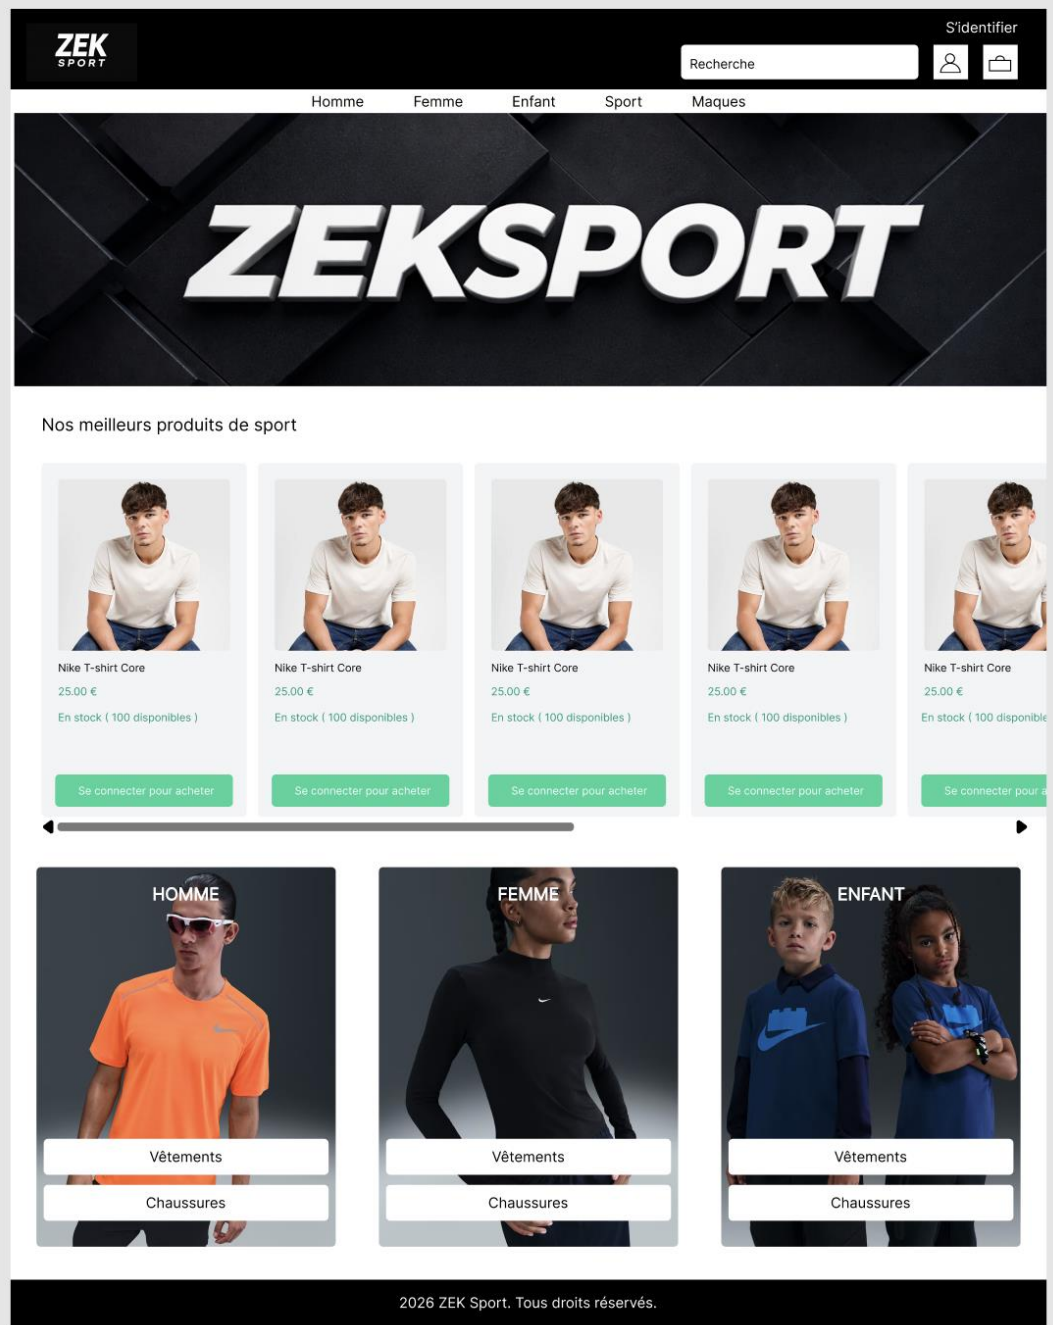 S'identifier
ZEK
SPORT
Recherche
Homme Femme Enfant Sport Maques
ZEKSPORT
Nos meilleurs produits de sport
Nike T-shirt Core Nike T-shirt Core Nike T-shirt Core Nike T-shirt Core Nike T-shirt Core
25.00 € 25.00 € 25.00 € 25.00 € 25.00 €
En stock ( 100 disponibles ) En stock ( 100 disponibles ) En stock ( 100 disponibles ) En stock ( 100 disponibles ) En stock ( 100 disponible
Se connecter pour acheter Se connecter pour acheter Se connecter pour acheter Se connecter pour acheter Se connecter pour a
HOMME FEMME ENFANT
Vêtements Vêtements Vêtements
Chaussures Chaussures Chaussures
2026 ZEK Sport. Tous droits réservés.